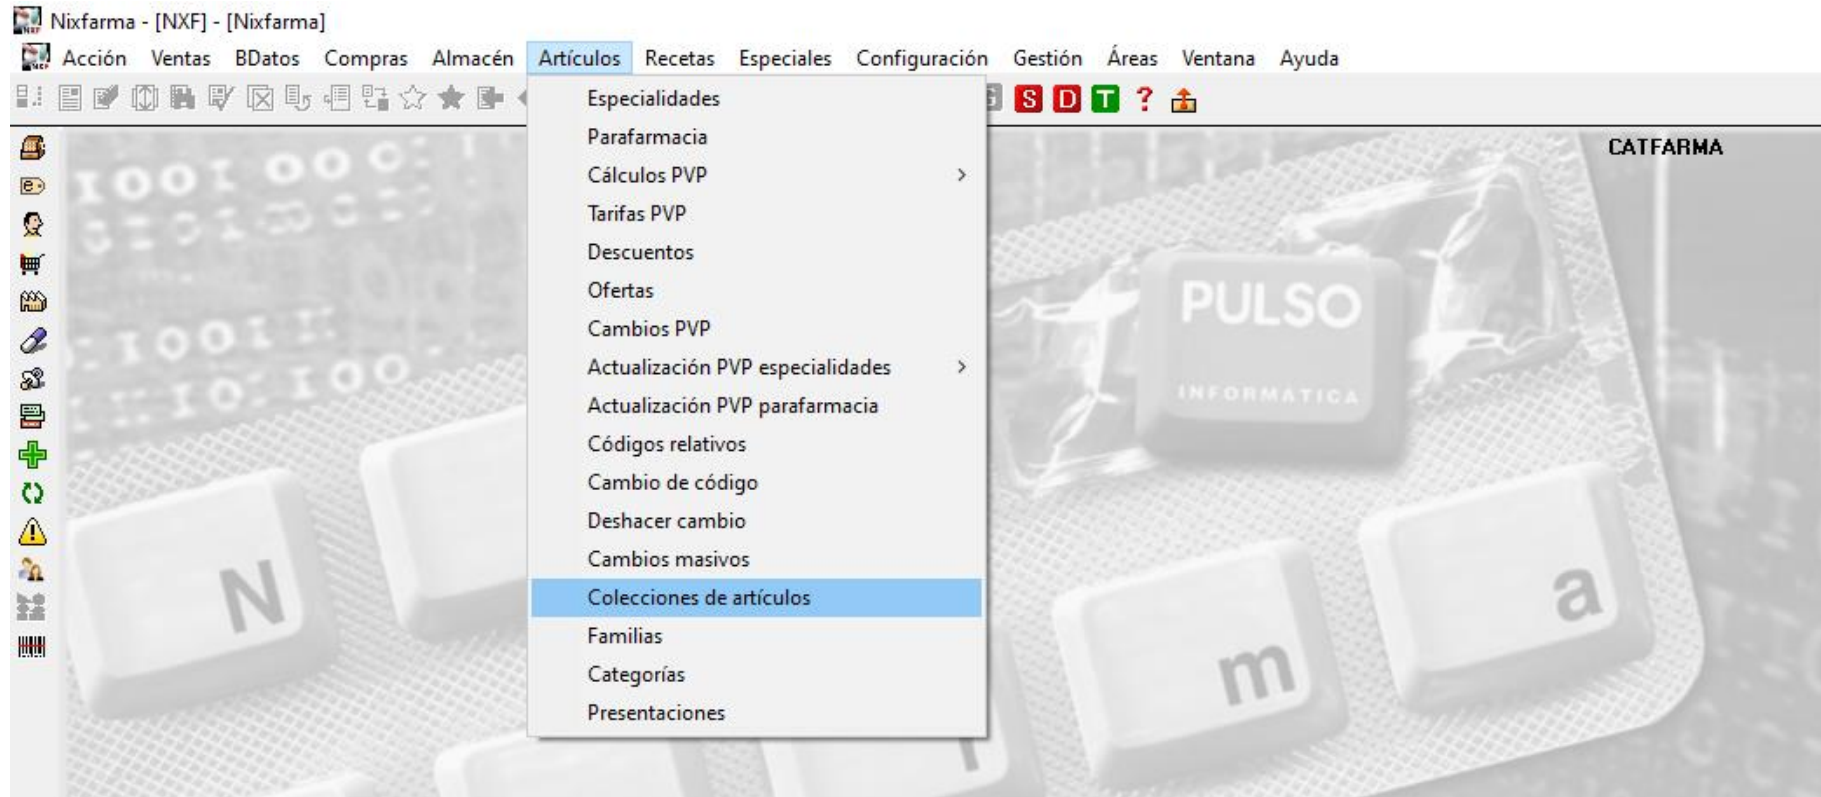 Nixfarma - [NXF] - [Nixfarma]
Acción Ventas BDatos Compras Almacén Artículos Recetas Especiales Configuración Gestión Áreas Ventana Ayuda
S D T ?
CATFARMA
Especialidades
Parafarmacia
Cálculos PVP >
Tarifas PVP
Descuentos
Ofertas
Cambios PVP
Actualización PVP especialidades >
Actualización PVP parafarmacia
Códigos relativos
Cambio de código
Deshacer cambio
Cambios masivos
Colecciones de artículos
Familias
Categorías
Presentaciones
PULSO
INFORMATICA
N
m
a